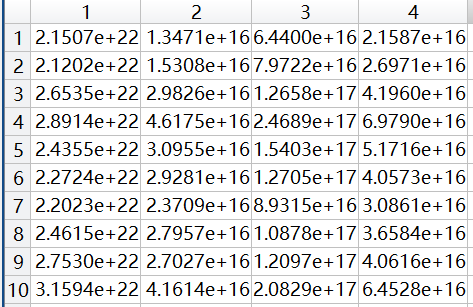 1 2 3 4
1 2.1507e+22 1.3471e+16 6.4400e+16 2.1587e+16
2 2.1202e+22 1.5308e+16 7.9722e+16 2.6971e+16
3 2.6535e+22 2.9826e+16 1.2658e+17 4.1960e+16
4 2.8914e+22 4.6175e+16 2.4689e+17 6.9790e+16
5 2.4355e+22 3.0955e+16 1.5403e+17 5.1716e+16
6 2.2724e+22 2.9281e+16 1.2705e+17 4.0573e+16
7 2.2023e+22 2.3709e+16 8.9315e+16 3.0861e+16
8 2.4615e+22 2.7957e+16 1.0878e+17 3.6584e+16
9 2.7530e+22 2.7027e+16 1.2097e+17 4.0616e+16
10 3.1594e+22 4.1614e+16 2.0829e+17 6.4528e+16